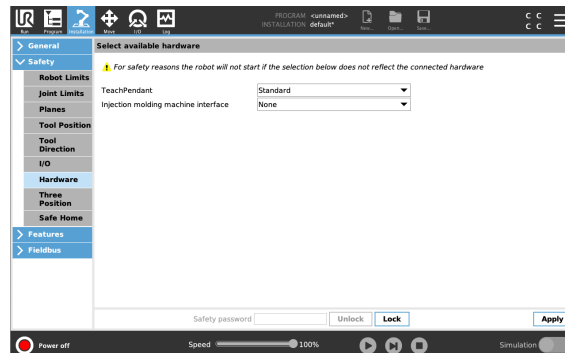 UR
PROGRAM <unnamed>
INSTALLATION default*
C C
C C
Run Program Installation Move I/O Log New... Open... Save...
General
Safety
Robot Limits
Joint Limits
Planes
Tool Position
Tool
Direction
I/O
Hardware
Three
Position
Safe Home
Features
Fieldbus
Select available hardware
For safety reasons the robot will not start if the selection below does not reflect the connected hardware
TeachPendant Standard
Injection molding machine interface None
Safety password Unlock Lock Apply
Power off Speed 100% Simulation